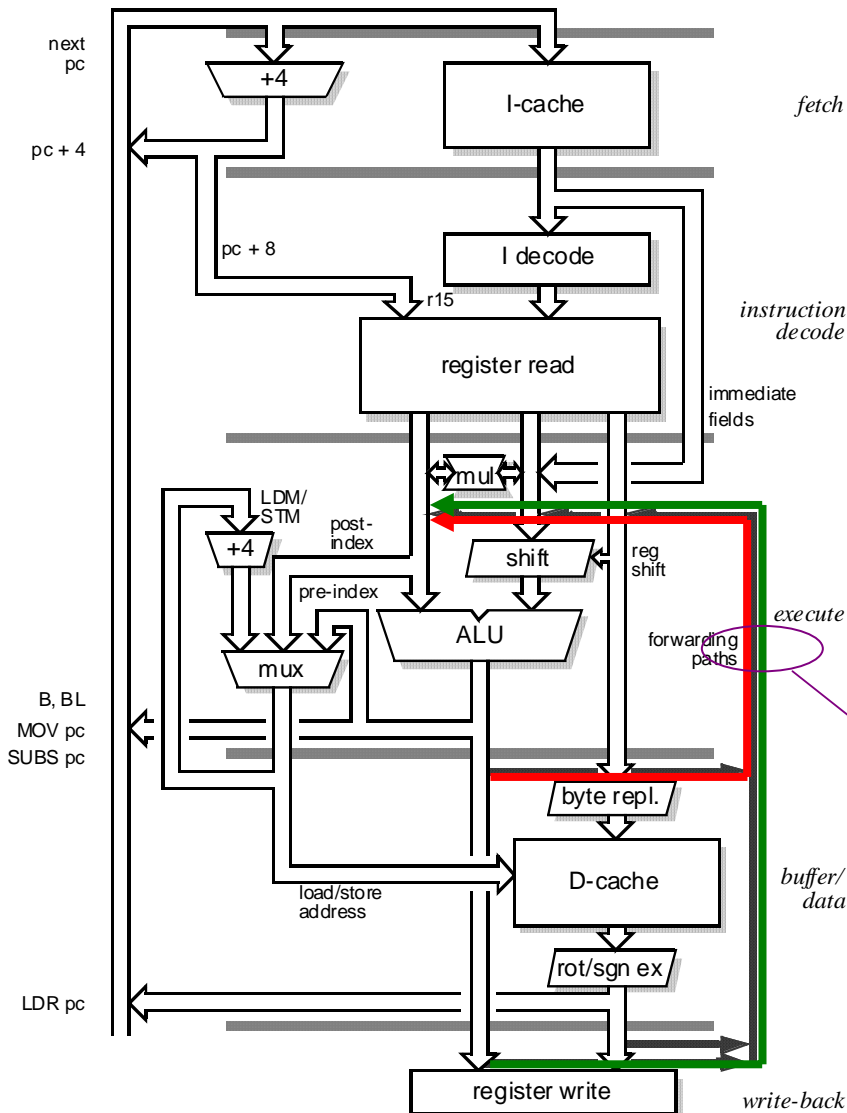 next
pc
+4
I-cache
fetch
pc + 4
pc + 8
I decode
r15
instruction
decode
register read
immediate
fields
mul
LDM/
STM
post-
index
+4
shift
reg
shift
pre-index
execute
ALU
forwarding
paths
mux
B, BL
MOV pc
SUBS pc
byte repl.
D-cache
buffer/
data
load/store
address
rot/sgn ex
LDR pc
register write
write-back